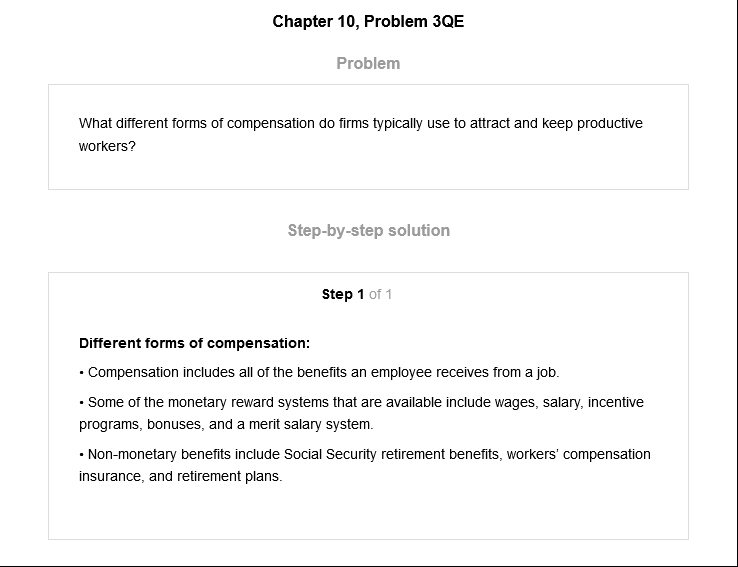 Chapter 10, Problem 3QE
Problem
What different forms of compensation do firms typically use to attract and keep productive
workers?
Step-by-step solution
Step 1 of 1
Different forms of compensation:
• Compensation includes all of the benefits an employee receives from a job.
• Some of the monetary reward systems that are available include wages, salary, incentive
programs, bonuses, and a merit salary system.
• Non-monetary benefits include Social Security retirement benefits, workers’ compensation
insurance, and retirement plans.